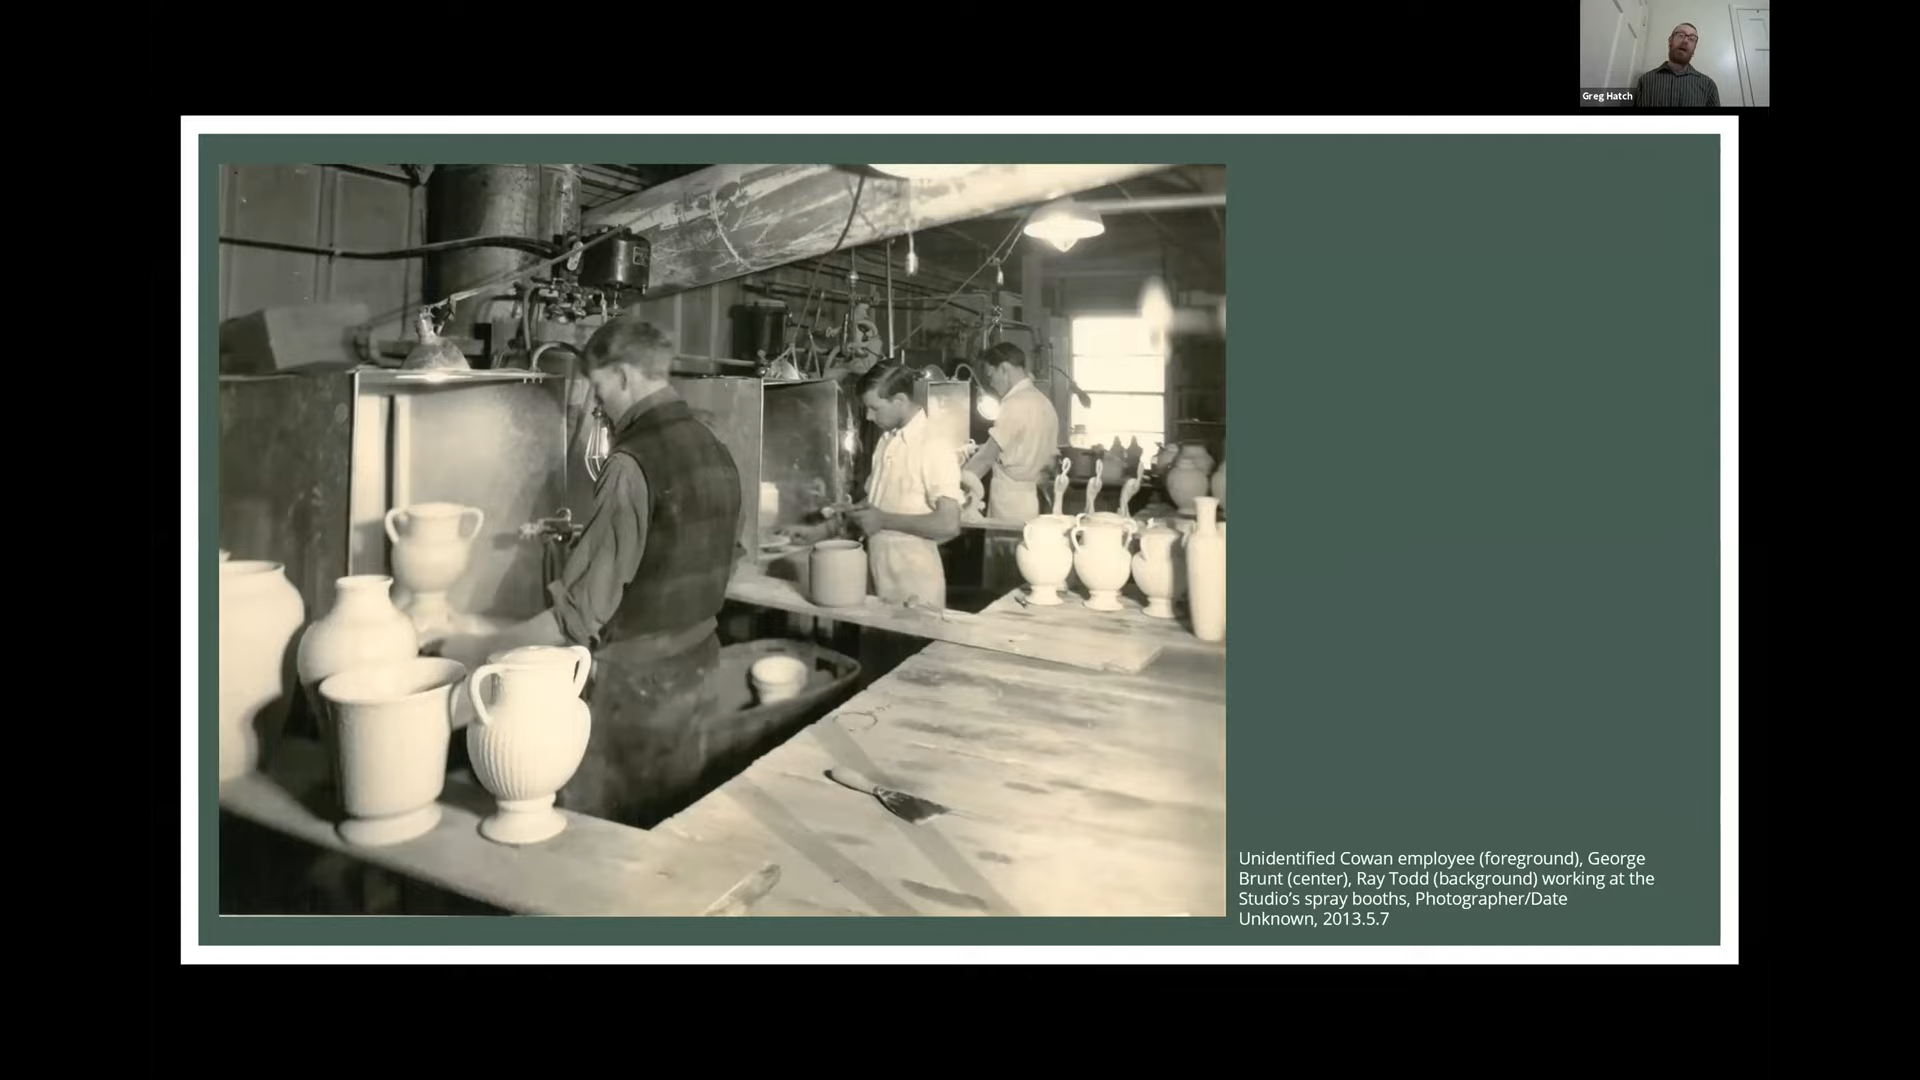 Greg Hatch
Unidentified Cowan employee (foreground), George
Brunt (center), Ray Todd (background) working at the
Studio’s spray booths, Photographer/Date
Unknown, 2013.5.7